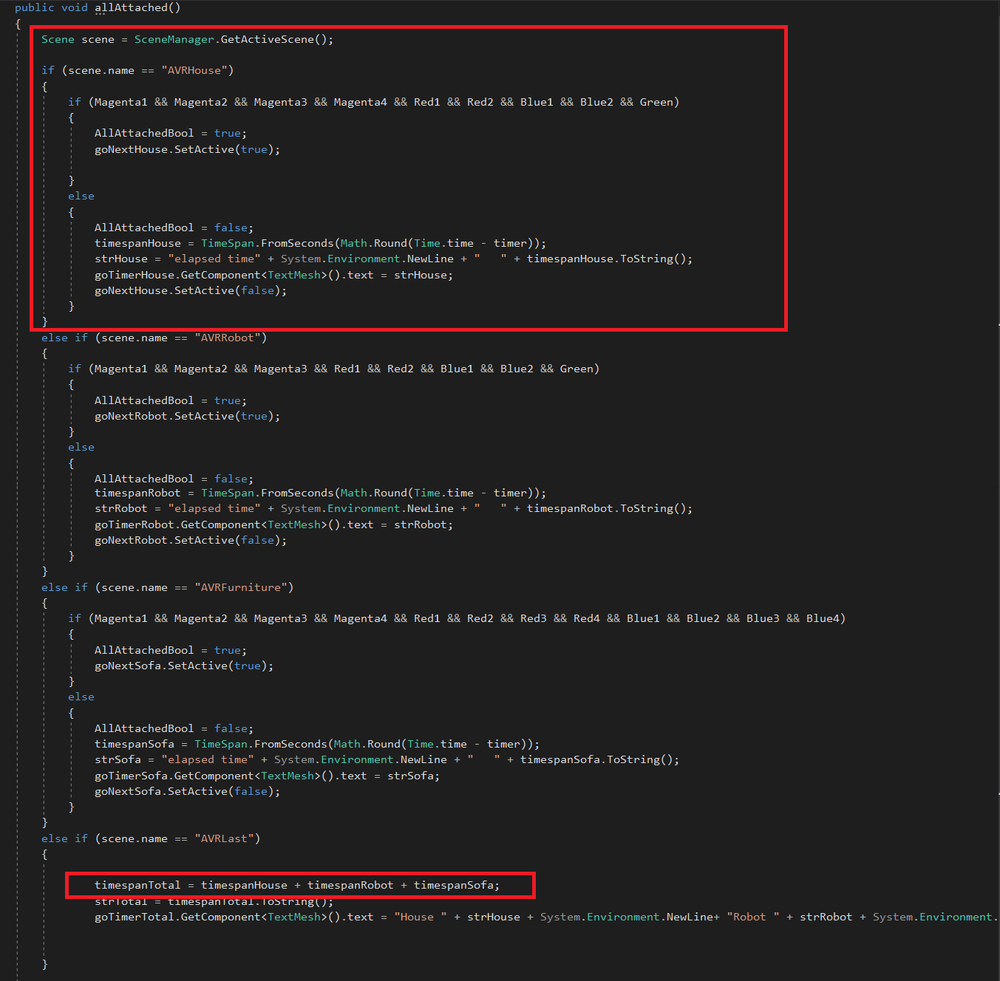 public void allAttached()
{
Scene scene = SceneManager.GetActiveScene();
if (scene.name == "AVRHouse")
{
if (Magenta1 && Magenta2 && Magenta3 && Magenta4 && Red1 && Red2 && Blue1 && Blue2 && Green)
{
AllAttachedBool = true;
goNextHouse.SetActive(true);
}
else
{
AllAttachedBool = false;
timespanHouse = TimeSpan.FromSeconds(Math.Round(Time.time - timer));
strHouse = "elapsed time" + System.Environment.NewLine + "   " + timespanHouse.ToString();
goTimerHouse.GetComponent<TextMesh>().text = strHouse;
goNextHouse.SetActive(false);
}
}
else if (scene.name == "AVRRobot")
{
if (Magenta1 && Magenta2 && Magenta3 && Red1 && Red2 && Blue1 && Blue2 && Green)
{
AllAttachedBool = true;
goNextRobot.SetActive(true);
}
else
{
AllAttachedBool = false;
timespanRobot = TimeSpan.FromSeconds(Math.Round(Time.time - timer));
strRobot = "elapsed time" + System.Environment.NewLine + "   " + timespanRobot.ToString();
goTimerRobot.GetComponent<TextMesh>().text = strRobot;
goNextRobot.SetActive(false);
}
}
else if (scene.name == "AVRFurniture")
{
if (Magenta1 && Magenta2 && Magenta3 && Magenta4 && Red1 && Red2 && Red3 && Red4 && Blue1 && Blue2 && Blue3 && Blue4)
{
AllAttachedBool = true;
goNextSofa.SetActive(true);
}
else
{
AllAttachedBool = false;
timespanSofa = TimeSpan.FromSeconds(Math.Round(Time.time - timer));
strSofa = "elapsed time" + System.Environment.NewLine + "   " + timespanSofa.ToString();
goTimerSofa.GetComponent<TextMesh>().text = strSofa;
goNextSofa.SetActive(false);
}
}
else if (scene.name == "AVRLast")
{
timespanTotal = timespanHouse + timespanRobot + timespanSofa;
strTotal = timespanTotal.ToString();
goTimerTotal.GetComponent<TextMesh>().text = "House " + strHouse + System.Environment.NewLine+ "Robot " + strRobot + System.Environment.
}